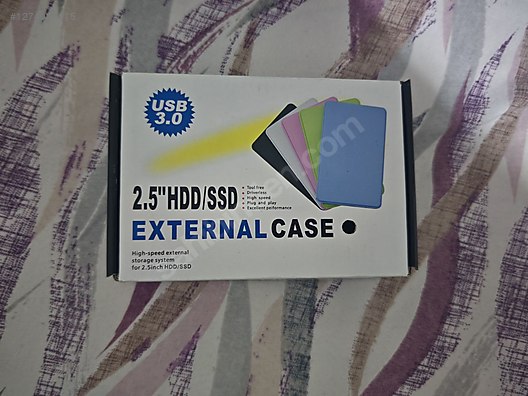 USB
3.0
2.5" HDD/SSD
• Tool free
• Driverless
• High speed
• Plug and play
• Excellent peiformance
EXTERNAL CASE
High-speed external
storage system
for 2.5inch HDD/SSD